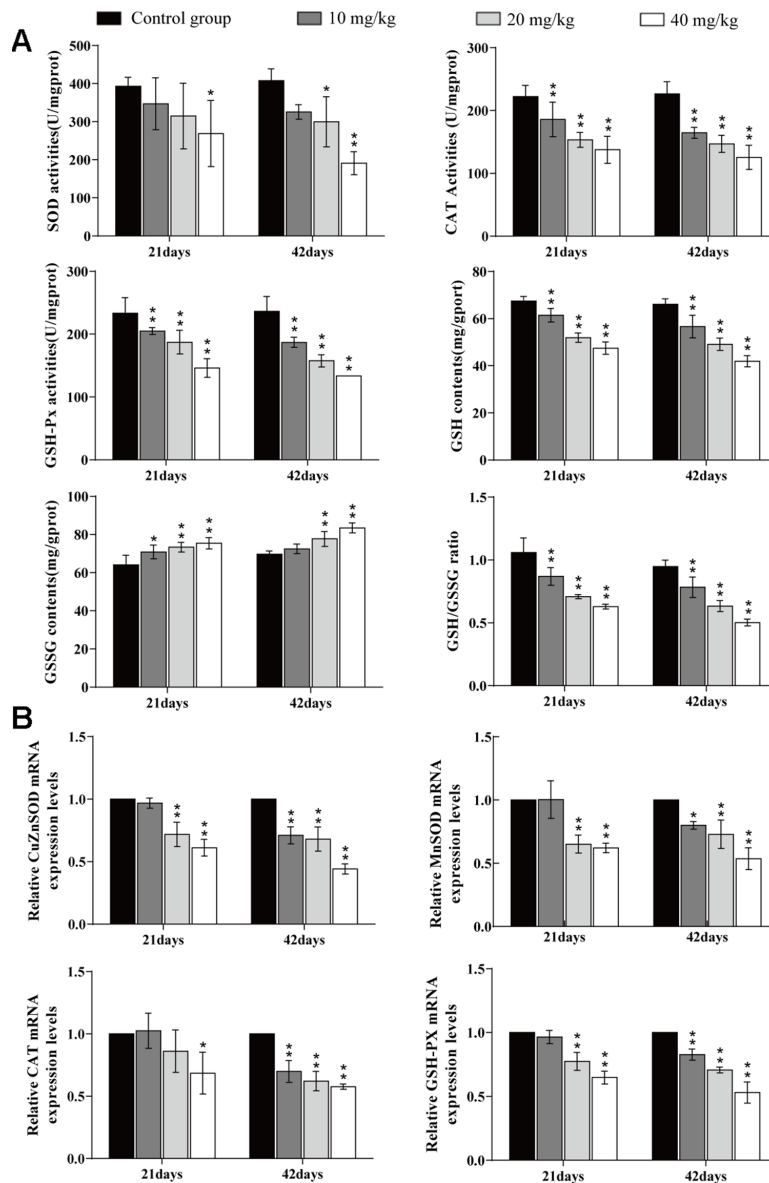 Control group
10 mg/kg
20 mg/kg
40 mg/kg
A
SOD activities(U/mgprot)
500
400
300
200
100
0
*
*
**
21days
42days
CAT Activities (U/mgprot)
300
200
100
0
**
**
**
**
**
**
21days
42days
GSH-Px activities(U/mgprot)
300
200
100
0
**
**
**
**
**
**
21days
42days
GSH contents(mg/gport)
80
60
40
20
0
**
**
**
**
**
**
21days
42days
GSSG contents(mg/gprot)
100
80
60
40
20
0
*
**
**
**
**
21days
42days
GSH/GSSG ratio
1.5
1.0
0.5
0.0
**
**
**
**
**
**
21days
42days
B
Relative CuZnSOD mRNA
expression levels
1.5
1.0
0.5
0.0
**
**
**
**
**
21days
42days
Relative MnSOD mRNA
expression levels
1.5
1.0
0.5
0.0
**
**
*
**
**
21days
42days
Relative CAT mRNA
expression levels
1.5
1.0
0.5
0.0
*
**
**
**
21days
42days
Relative GSH-PX mRNA
expression levels
1.5
1.0
0.5
0.0
**
**
**
**
**
21days
42days